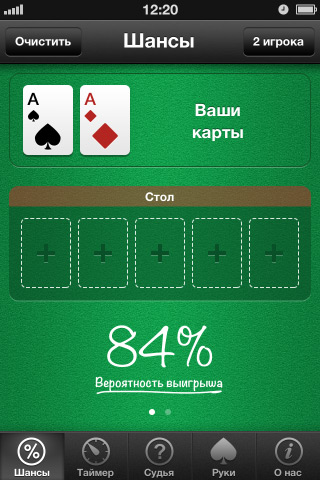 12:20
Очистить
Шансы
2 игрока
A
A
Ваши
карты
Стол
+ + + + +
84%
Вероятность выигрыша
%
Шансы
Таймер
?
Судья
Руки
i
О нас